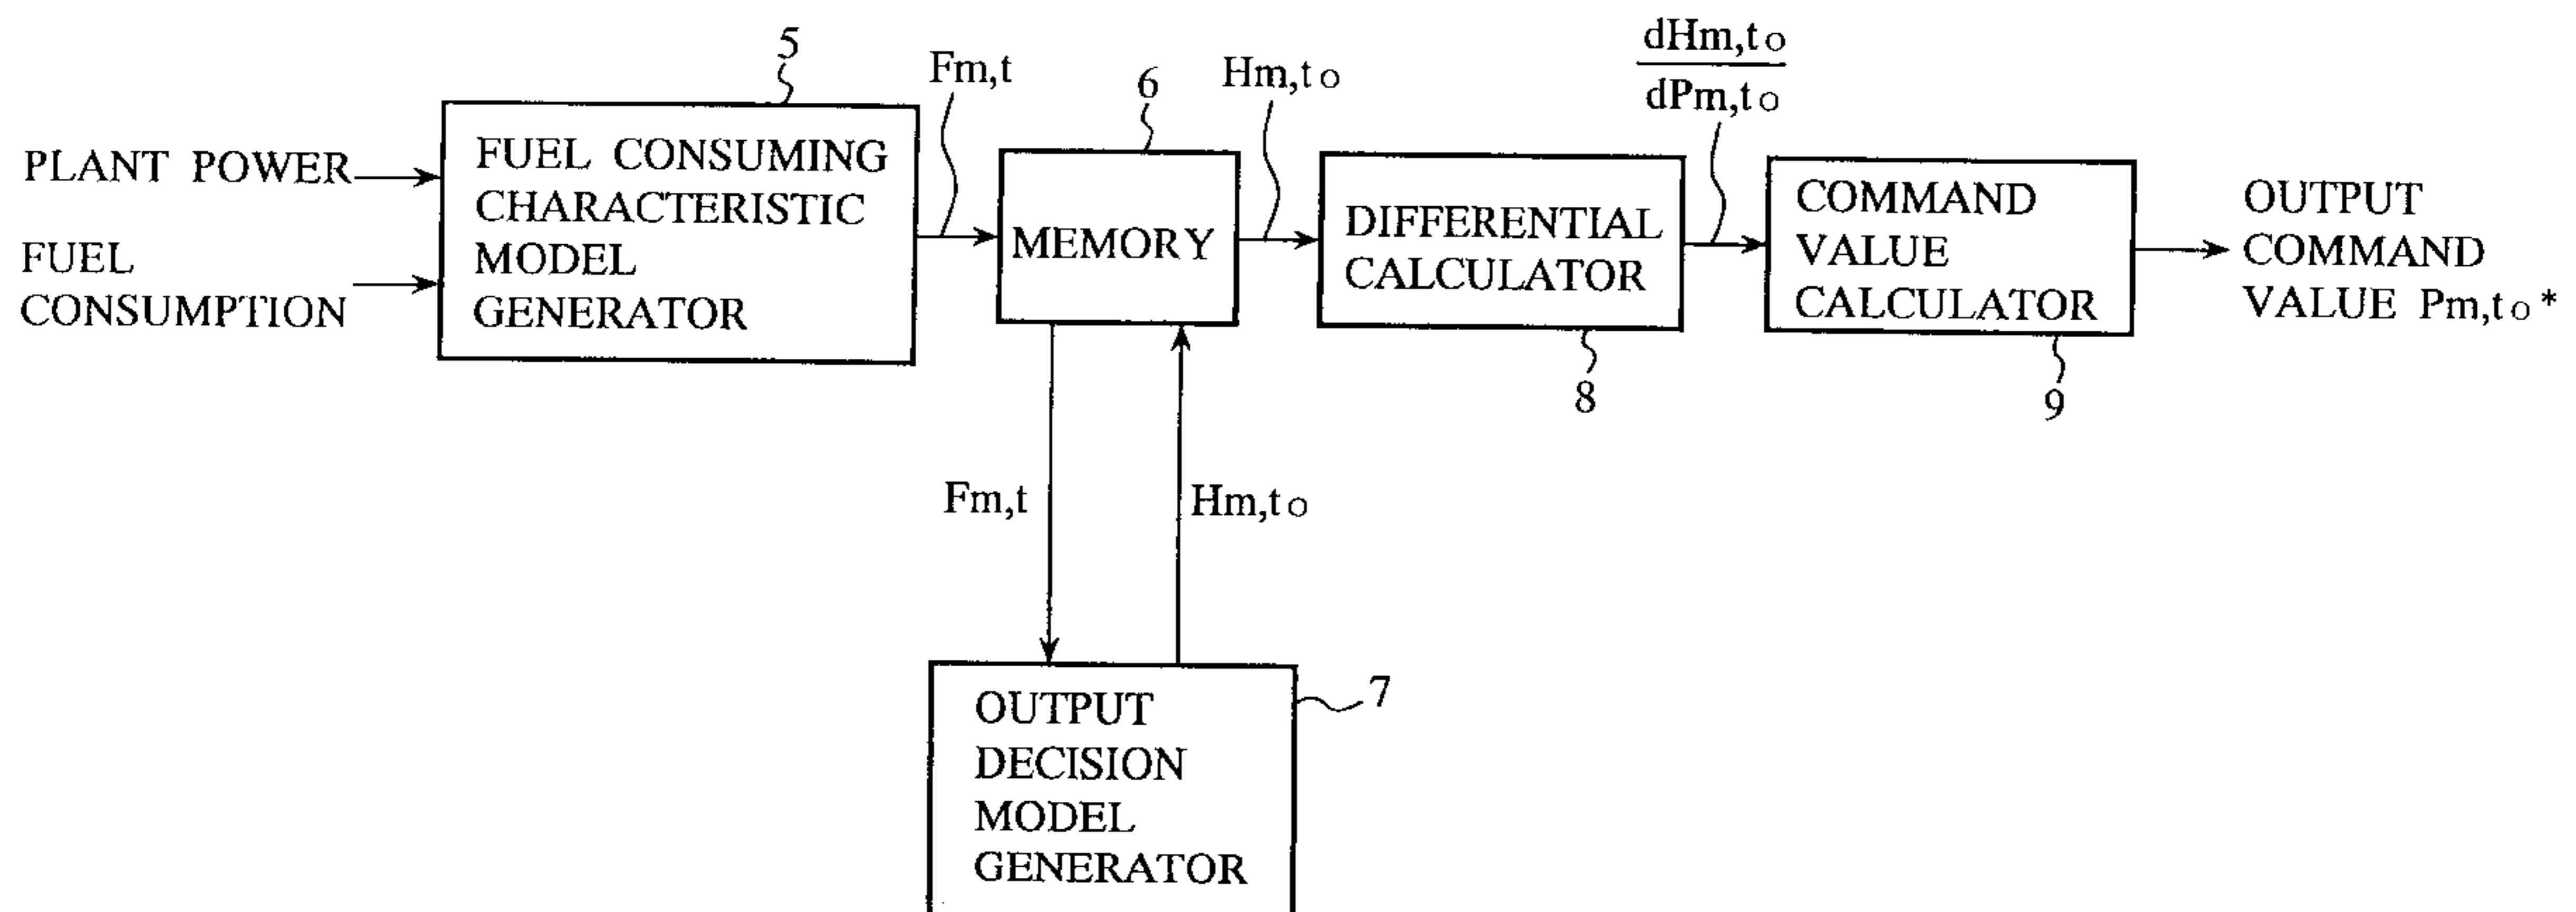 5
Fm,t
6
Hm,to
dHm,to
dPm,to
PLANT POWER
FUEL
CONSUMPTION
FUEL CONSUMING
CHARACTERISTIC
MODEL
GENERATOR
MEMORY
DIFFERENTIAL
CALCULATOR
COMMAND
VALUE
CALCULATOR
OUTPUT
COMMAND
VALUE Pm,to*
8
9
Fm,t
Hm,to
7
OUTPUT
DECISION
MODEL
GENERATOR